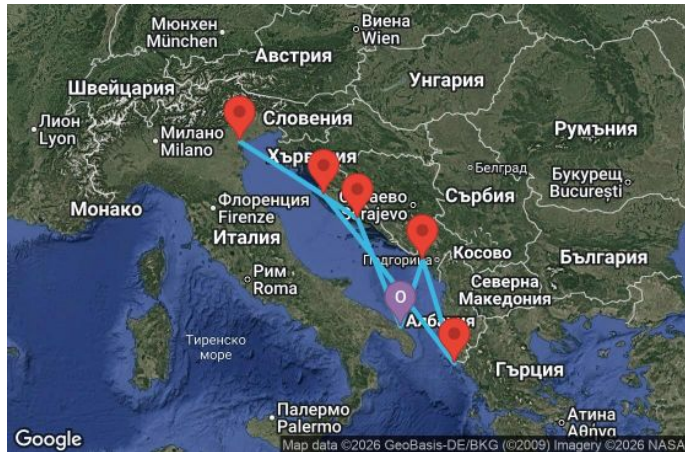 Мюнхен
München
Виена
Wien
Австрия
Унгария
Швейцария
Лион
Lyon
Милано
Milano
Словения
Румъния
Белград
Букурещ
București
Монако
Флоренция
Firenze
Италия
Сърбия
Sarajevo
Косово
България
Рим
Roma
Подгорица
Северна
Македония
O
Албания
Тиренско
море
Гърция
Палермо
Palermo
Атина
Αθήνα
Google
Map data ©2026 GeoBasis-DE/BKG (©2009) Imagery ©2026 NASA